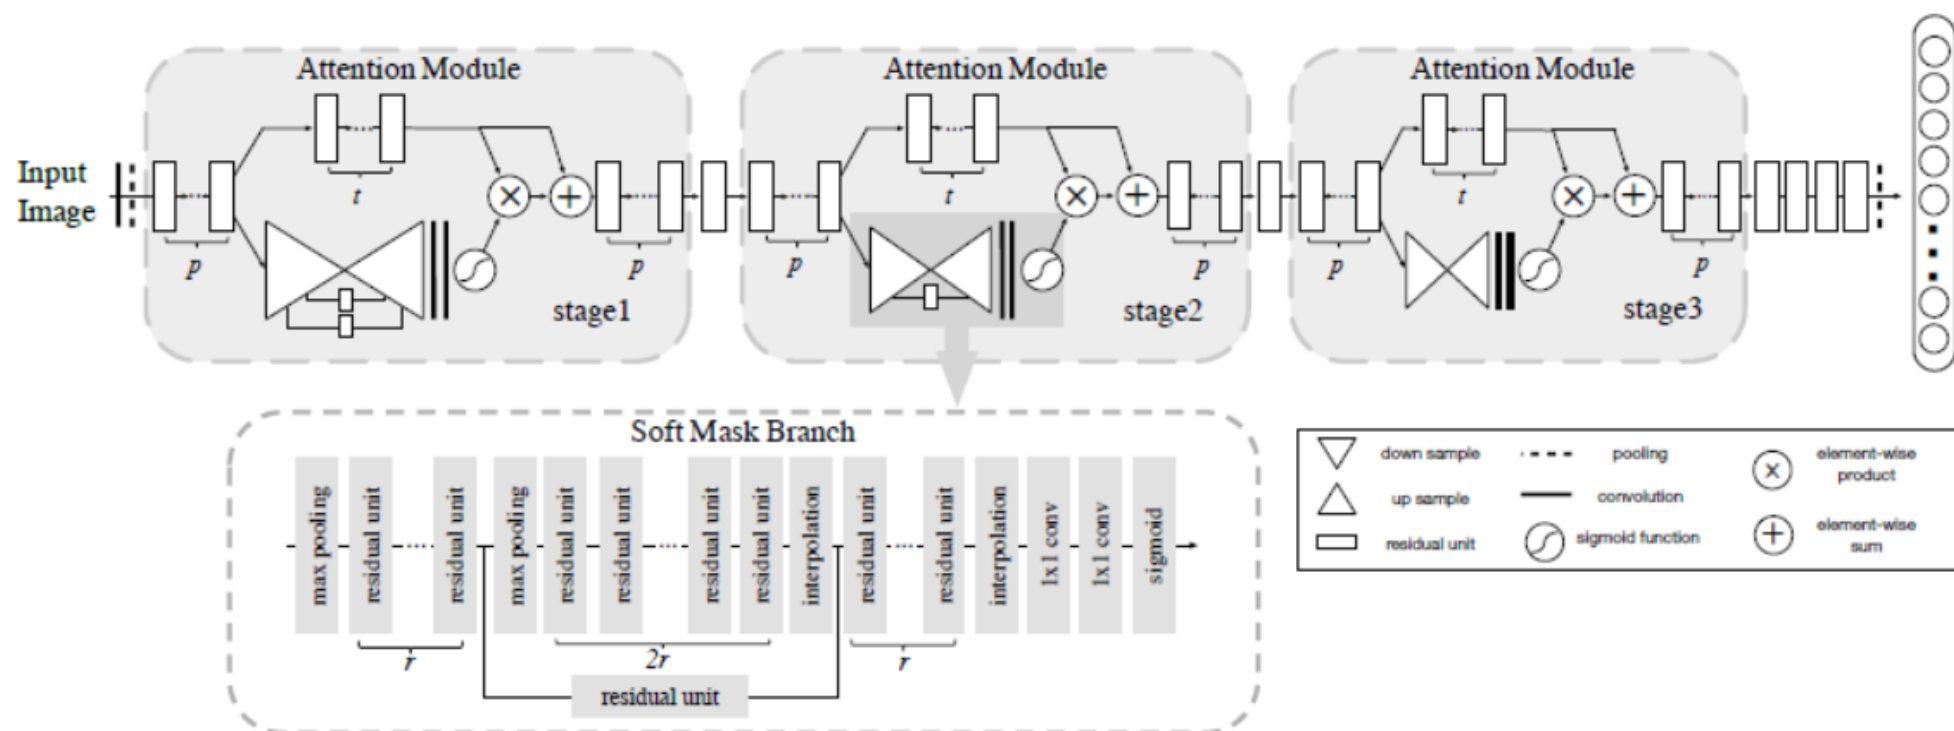 Attention Module
Attention Module
Attention Module
Input
Image
t
t
t
p
p
p
p
p
p
stage1
stage2
stage3
Soft Mask Branch
max pooling
residual unit
residual unit
max pooling
residual unit
residual unit
residual unit
residual unit
interpolation
residual unit
residual unit
interpolation
1x1 conv
1x1 conv
sigmoid
r
2r
r
residual unit
down sample
pooling
element-wise
product
up sample
convolution
residual unit
sigmoid function
element-wise
sum